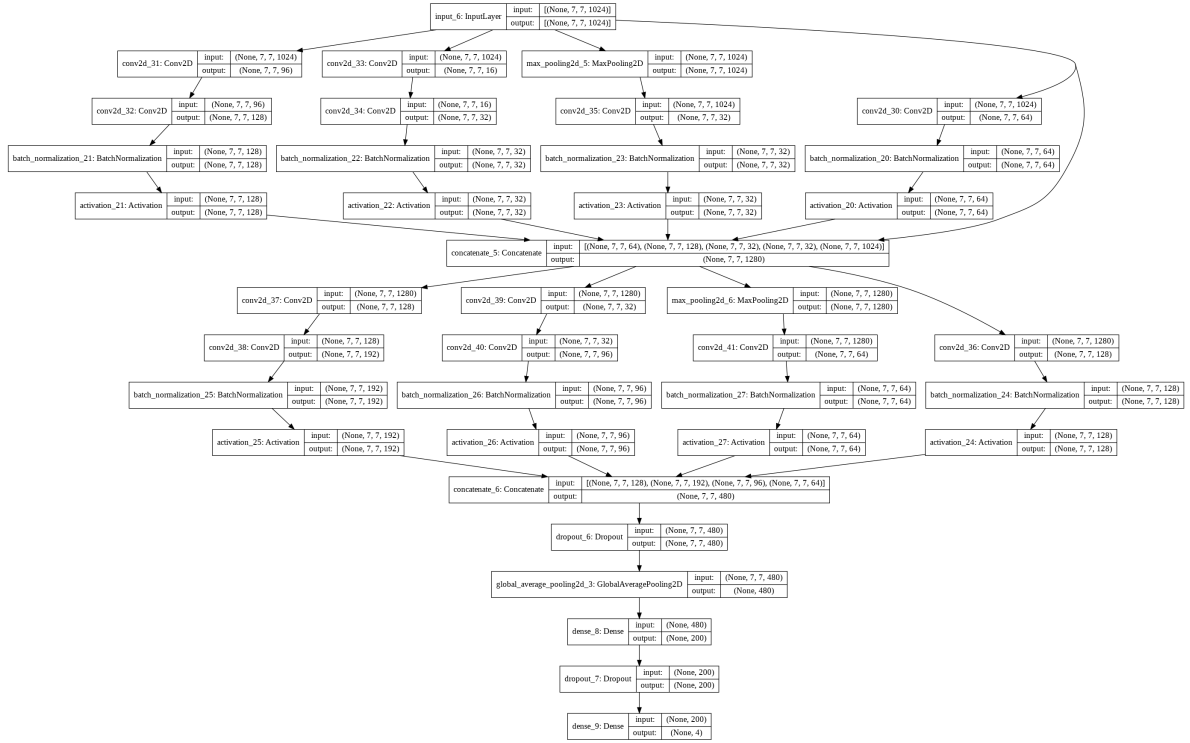 input_6: InputLayer
input: [(None, 7, 7, 1024)]
output: [(None, 7, 7, 1024)]
conv2d_31: Conv2D
input: (None, 7, 7, 1024)
output: (None, 7, 7, 96)
conv2d_33: Conv2D
input: (None, 7, 7, 1024)
output: (None, 7, 7, 16)
max_pooling2d_5: MaxPooling2D
input: (None, 7, 7, 1024)
output: (None, 7, 7, 1024)
conv2d_32: Conv2D
input: (None, 7, 7, 96)
output: (None, 7, 7, 128)
conv2d_34: Conv2D
input: (None, 7, 7, 16)
output: (None, 7, 7, 32)
conv2d_35: Conv2D
input: (None, 7, 7, 1024)
output: (None, 7, 7, 32)
conv2d_30: Conv2D
input: (None, 7, 7, 1024)
output: (None, 7, 7, 64)
batch_normalization_21: BatchNormalization
input: (None, 7, 7, 128)
output: (None, 7, 7, 128)
batch_normalization_22: BatchNormalization
input: (None, 7, 7, 32)
output: (None, 7, 7, 32)
batch_normalization_23: BatchNormalization
input: (None, 7, 7, 32)
output: (None, 7, 7, 32)
batch_normalization_20: BatchNormalization
input: (None, 7, 7, 64)
output: (None, 7, 7, 64)
activation_21: Activation
input: (None, 7, 7, 128)
output: (None, 7, 7, 128)
activation_22: Activation
input: (None, 7, 7, 32)
output: (None, 7, 7, 32)
activation_23: Activation
input: (None, 7, 7, 32)
output: (None, 7, 7, 32)
activation_20: Activation
input: (None, 7, 7, 64)
output: (None, 7, 7, 64)
concatenate_5: Concatenate
input: [(None, 7, 7, 64), (None, 7, 7, 128), (None, 7, 7, 32), (None, 7, 7, 32), (None, 7, 7, 1024)]
output: (None, 7, 7, 1280)
conv2d_37: Conv2D
input: (None, 7, 7, 1280)
output: (None, 7, 7, 128)
conv2d_39: Conv2D
input: (None, 7, 7, 1280)
output: (None, 7, 7, 32)
max_pooling2d_6: MaxPooling2D
input: (None, 7, 7, 1280)
output: (None, 7, 7, 1280)
conv2d_38: Conv2D
input: (None, 7, 7, 128)
output: (None, 7, 7, 192)
conv2d_40: Conv2D
input: (None, 7, 7, 32)
output: (None, 7, 7, 96)
conv2d_41: Conv2D
input: (None, 7, 7, 1280)
output: (None, 7, 7, 64)
conv2d_36: Conv2D
input: (None, 7, 7, 1280)
output: (None, 7, 7, 128)
batch_normalization_25: BatchNormalization
input: (None, 7, 7, 192)
output: (None, 7, 7, 192)
batch_normalization_26: BatchNormalization
input: (None, 7, 7, 96)
output: (None, 7, 7, 96)
batch_normalization_27: BatchNormalization
input: (None, 7, 7, 64)
output: (None, 7, 7, 64)
batch_normalization_24: BatchNormalization
input: (None, 7, 7, 128)
output: (None, 7, 7, 128)
activation_25: Activation
input: (None, 7, 7, 192)
output: (None, 7, 7, 192)
activation_26: Activation
input: (None, 7, 7, 96)
output: (None, 7, 7, 96)
activation_27: Activation
input: (None, 7, 7, 64)
output: (None, 7, 7, 64)
activation_24: Activation
input: (None, 7, 7, 128)
output: (None, 7, 7, 128)
concatenate_6: Concatenate
input: [(None, 7, 7, 128), (None, 7, 7, 192), (None, 7, 7, 96), (None, 7, 7, 64)]
output: (None, 7, 7, 480)
dropout_6: Dropout
input: (None, 7, 7, 480)
output: (None, 7, 7, 480)
global_average_pooling2d_3: GlobalAveragePooling2D
input: (None, 7, 7, 480)
output: (None, 480)
dense_8: Dense
input: (None, 480)
output: (None, 200)
dropout_7: Dropout
input: (None, 200)
output: (None, 200)
dense_9: Dense
input: (None, 200)
output: (None, 4)